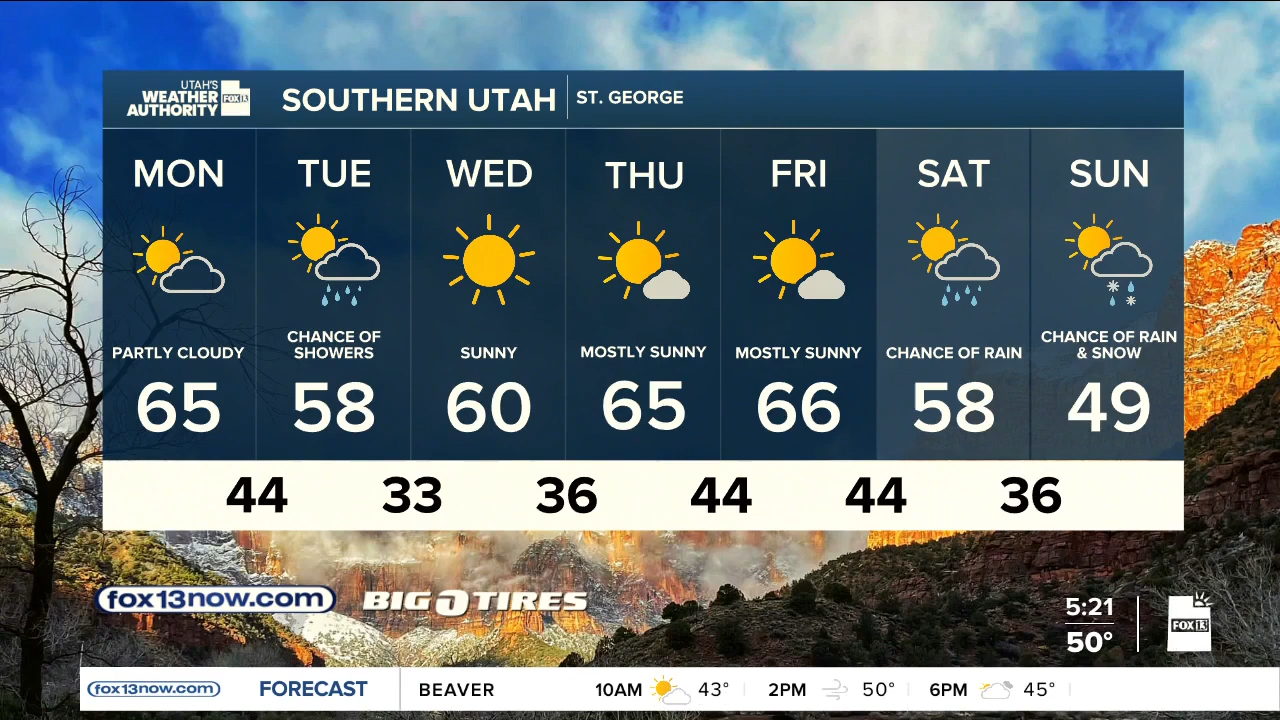 UTAH'S
WEATHER
AUTHORITY
FOX 13
SOUTHERN UTAH
ST. GEORGE
MON TUE WED THU FRI SAT SUN
PARTLY CLOUDY
CHANCE OF
SHOWERS
SUNNY
MOSTLY SUNNY
MOSTLY SUNNY
CHANCE OF RAIN
CHANCE OF RAIN
& SNOW
65 58 60 65 66 58 49
44 33 36 44 44 36
fox13now.com
BIG O TIRES
5:21
50°
FOX 13
fox13now.com FORECAST BEAVER 10AM 43° 2PM 50° 6PM 45°